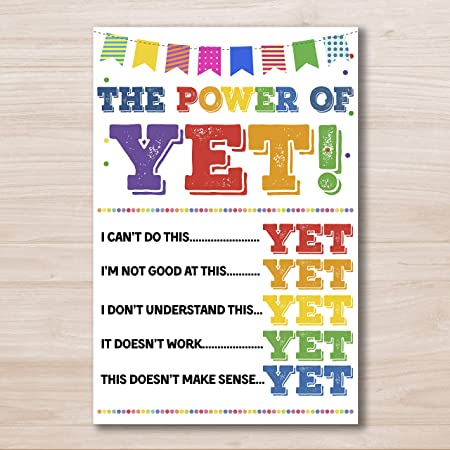 THE POWER OF
YET!
I CAN'T DO THIS....................... YET
I'M NOT GOOD AT THIS........... YET
I DON'T UNDERSTAND THIS... YET
IT DOESN'T WORK.................... YET
THIS DOESN'T MAKE SENSE... YET